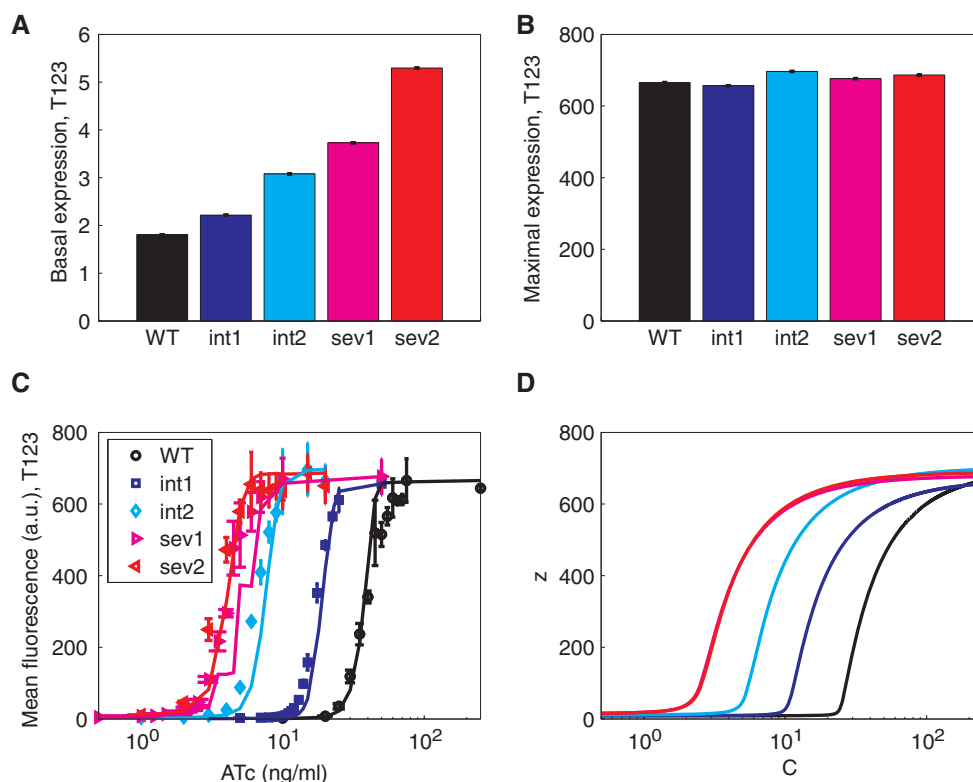 A
Basal expression, T123
6
5
4
3
2
1
0
WT int1 int2 sev1 sev2
B
Maximal expression, T123
800
600
400
200
0
WT int1 int2 sev1 sev2
C
Mean fluorescence (a.u.), T123
800
600
400
200
0
WT
int1
int2
sev1
sev2
10^0 10^1 10^2
ATc (ng/ml)
D
z
800
600
400
200
0
10^0 10^1 10^2
C